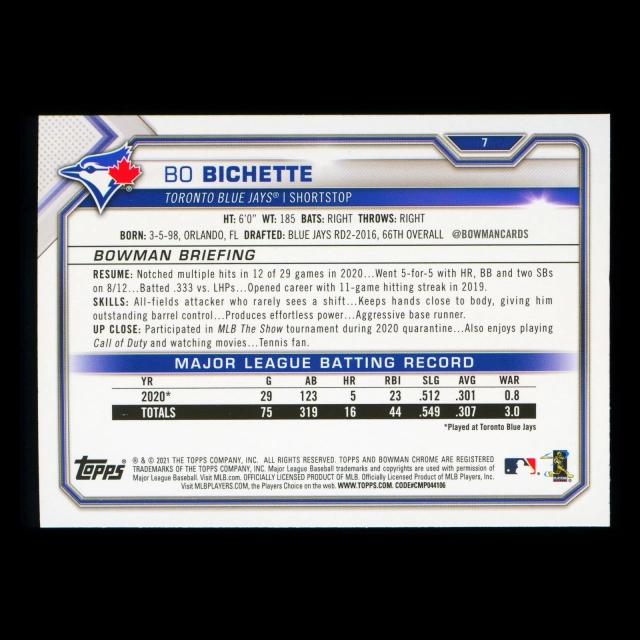 7
BO BICHETTE
TORONTO BLUE JAYS® | SHORTSTOP
HT: 6'0" WT: 185 BATS: RIGHT THROWS: RIGHT
BORN: 3-5-98, ORLANDO, FL DRAFTED: BLUE JAYS RD2-2016, 66TH OVERALL @BOWMANCARDS
BOWMAN BRIEFING
RESUME: Notched multiple hits in 12 of 29 games in 2020...Went 5-for-5 with HR, BB and two SBs
on 8/12...Batted .333 vs. LHPs...Opened career with 11-game hitting streak in 2019.
SKILLS: All-fields attacker who rarely sees a shift...Keeps hands close to body, giving him
outstanding barrel control...Produces effortless power...Aggressive base runner.
UP CLOSE: Participated in MLB The Show tournament during 2020 quarantine...Also enjoys playing
Call of Duty and watching movies...Tennis fan.
MAJOR LEAGUE BATTING RECORD
YR G AB HR RBI SLG AVG WAR
2020* 29 123 5 23 .512 .301 0.8
TOTALS 75 319 16 44 .549 .307 3.0
*Played at Toronto Blue Jays
topps® ® & © 2021 THE TOPPS COMPANY, INC. ALL RIGHTS RESERVED. TOPPS AND BOWMAN CHROME ARE REGISTERED
TRADEMARKS OF THE TOPPS COMPANY, INC. Major League Baseball trademarks and copyrights are used with permission of
Major League Baseball. Visit MLB.com. OFFICIALLY LICENSED PRODUCT OF MLB. Officially Licensed Product of MLB Players, Inc.
Visit MLBPLAYERS.COM, the Players Choice on the web. WWW.TOPPS.COM. CODE#CMP044106